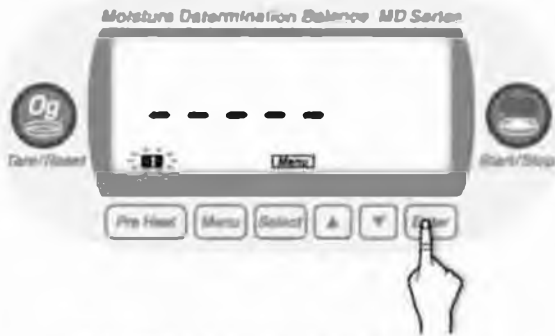 Moisture Determination Balance MD Series
0g
- - - - -
Tare/Reset
Menu
Start/Stop
Pre Heat Menu Select ▲ ▼ Enter